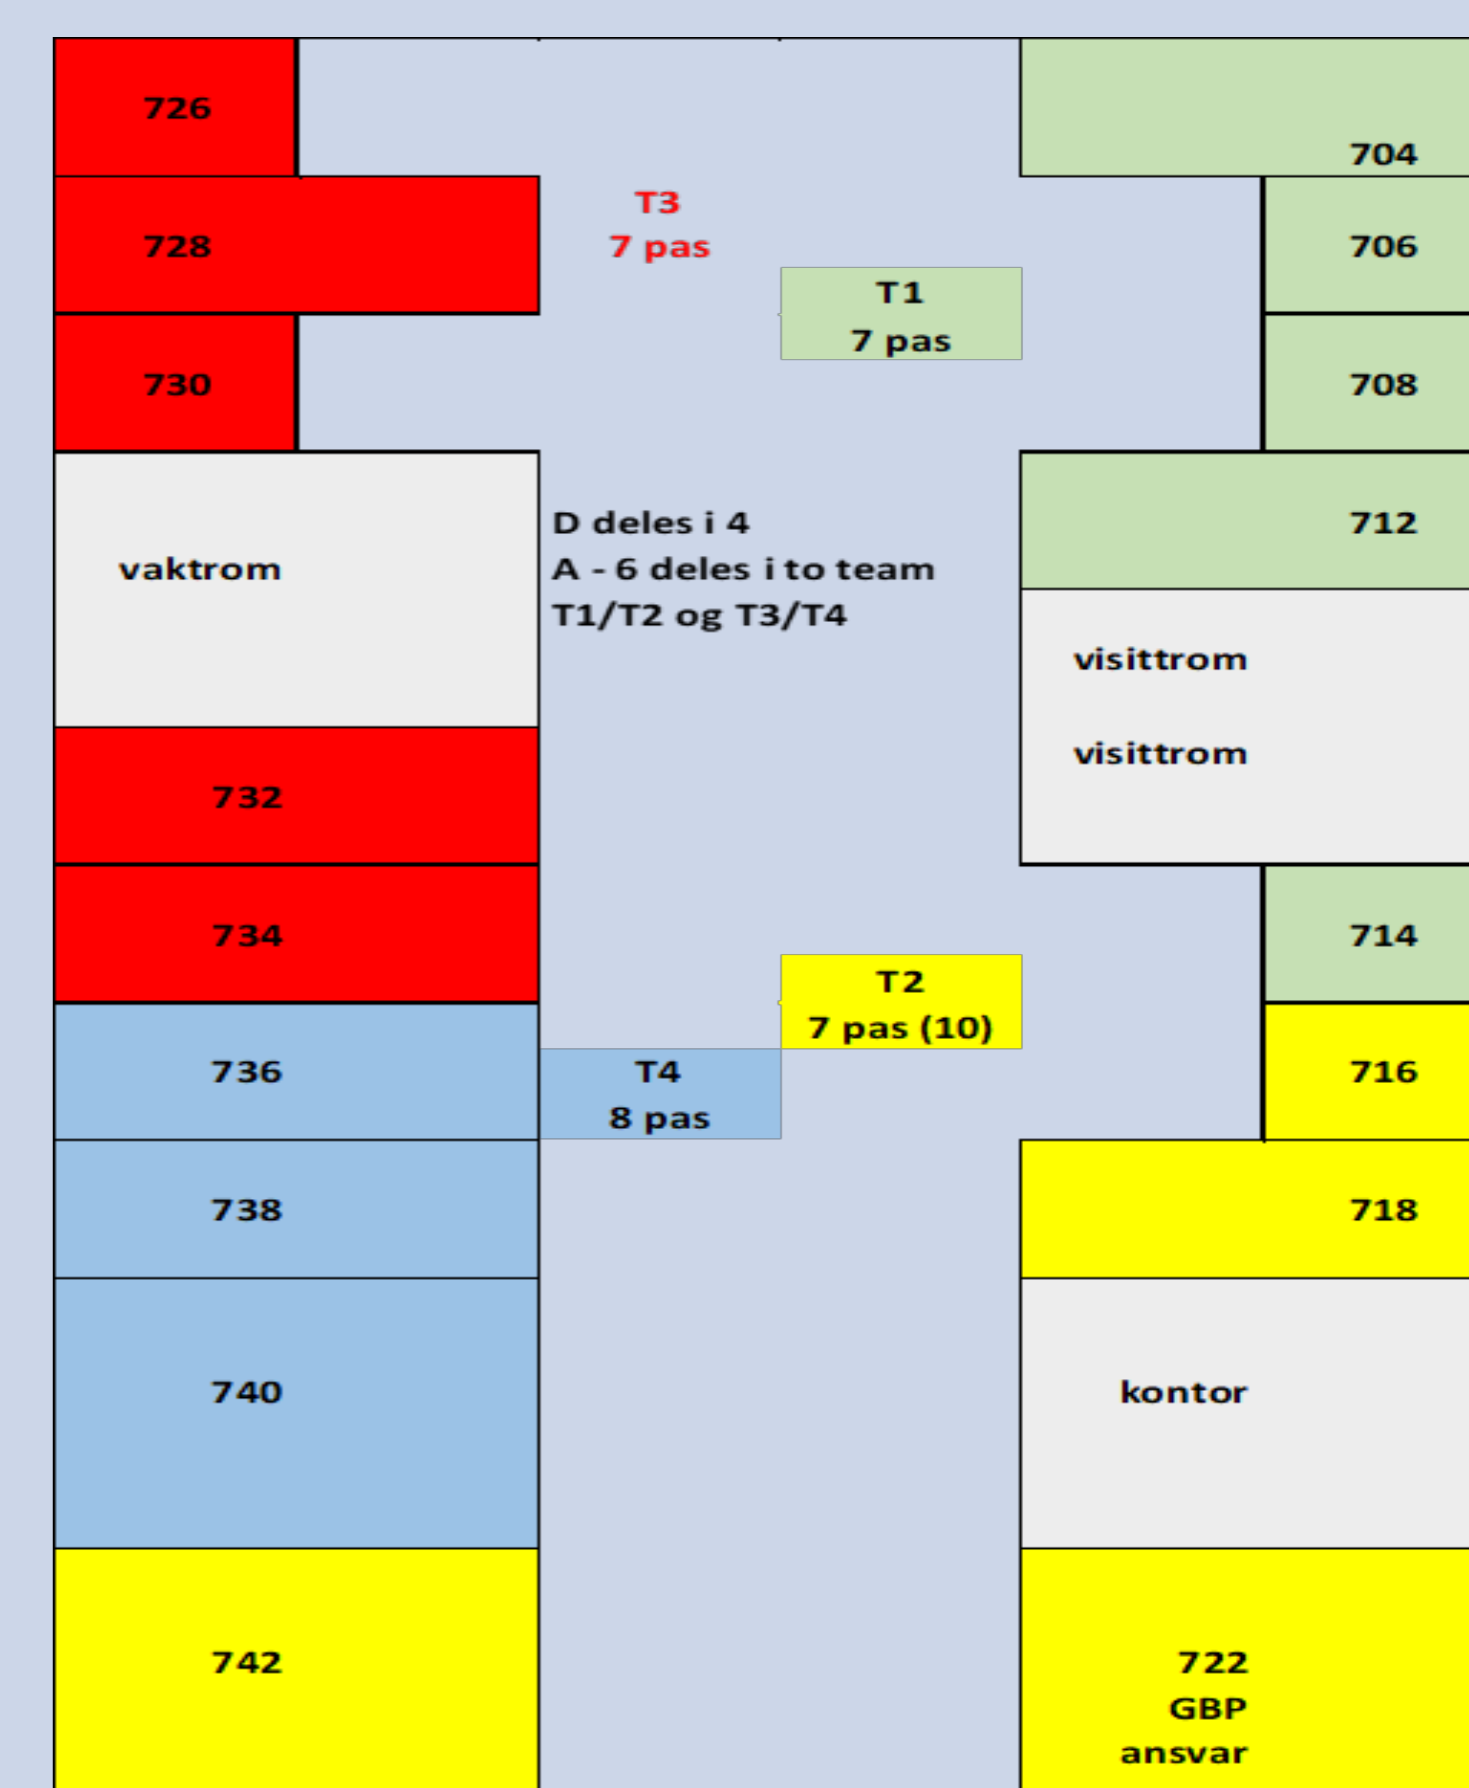 726
704
T3
728
7 pas
706
T1
7 pas
730
708
D deles i 4
712
vaktrom
A - 6 deles i to team
T1/T2 og T3/T4
visittrom
visittrom
732
734
714
T2
7 pas (10)
736
T4
716
8 pas
738
718
740
kontor
742
722
GBP
ansvar